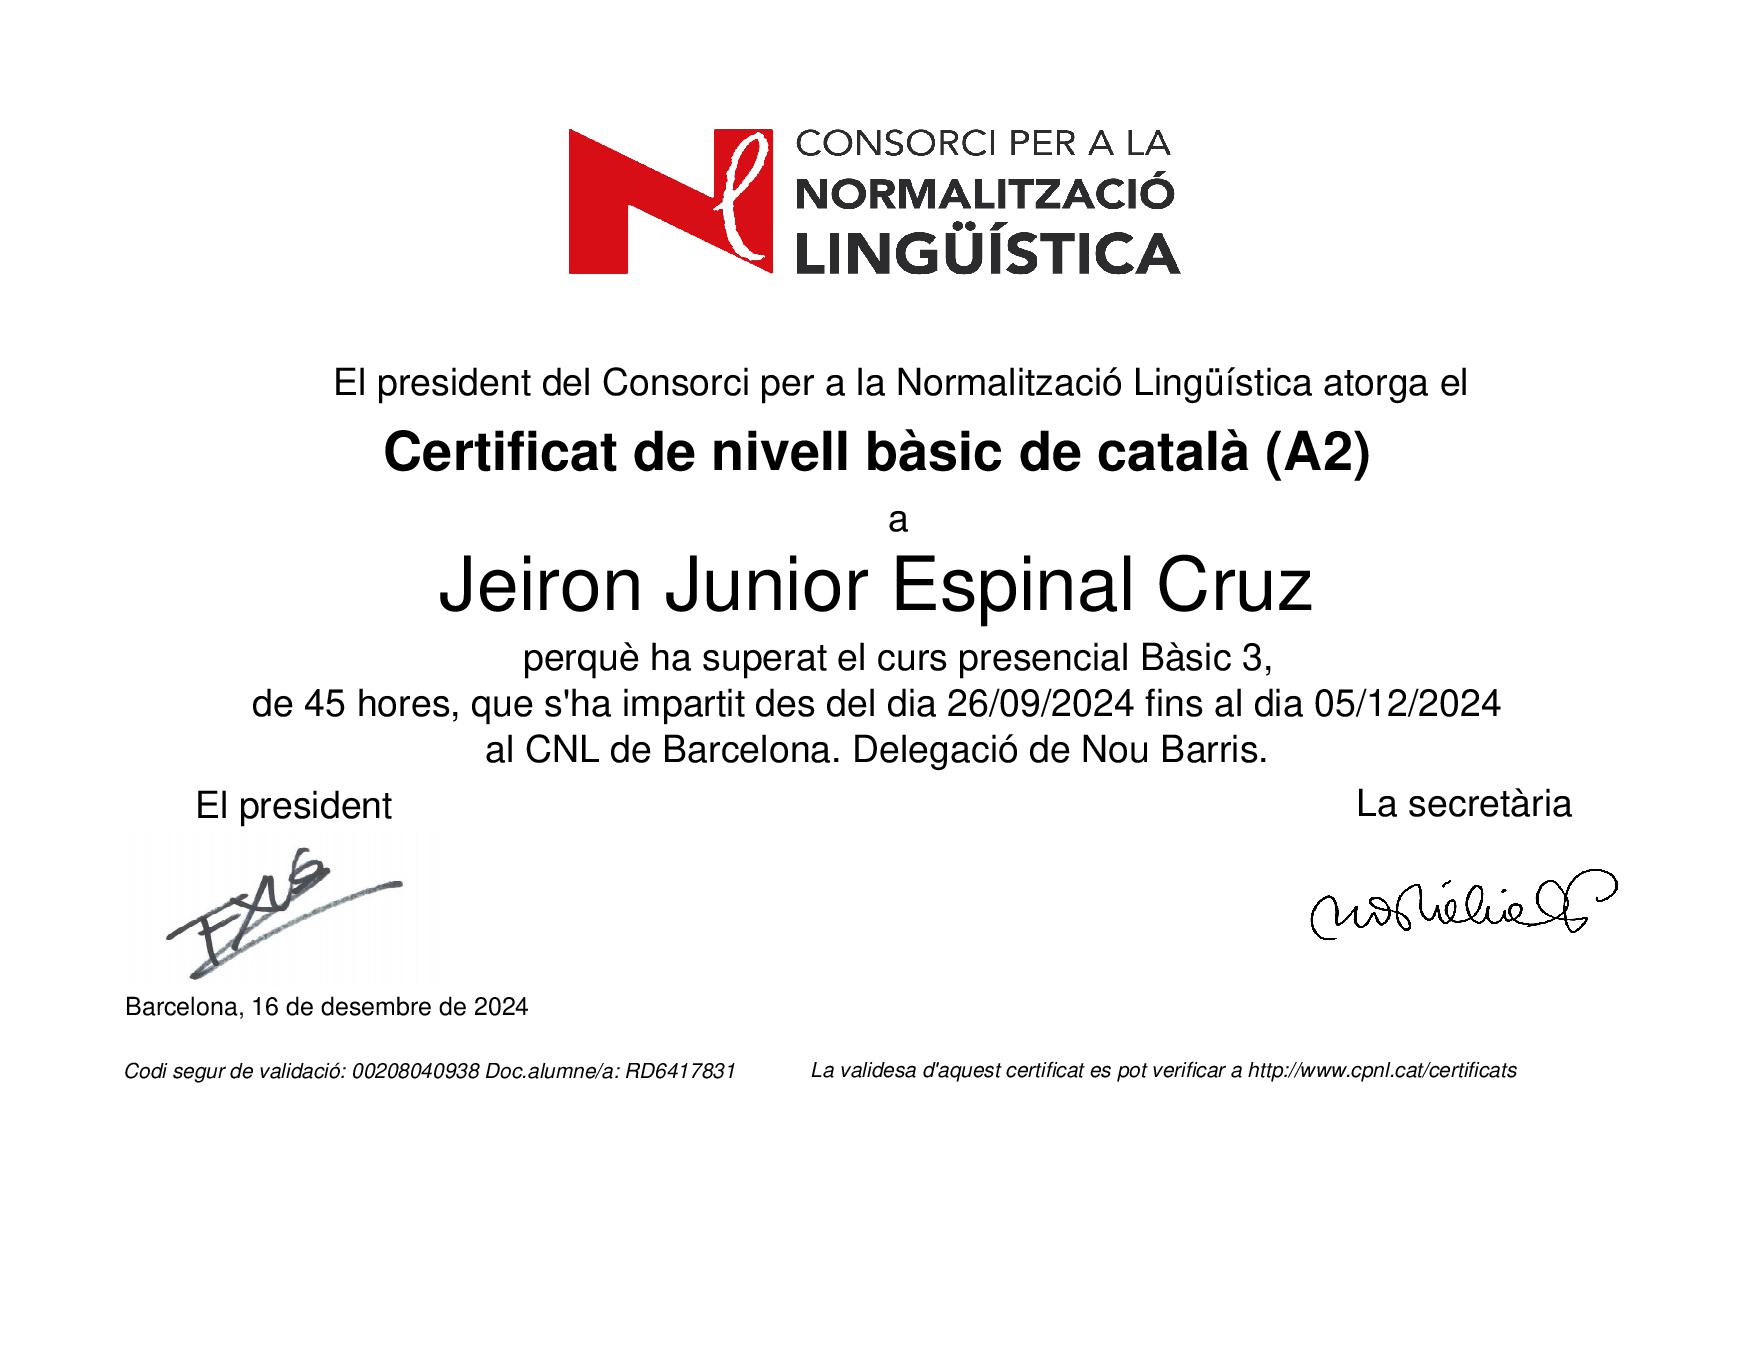 CONSORCI PER A LA
NORMALITZACIÓ
LINGÜÍSTICA
El president del Consorci per a la Normalització Lingüística atorga el
Certificat de nivell bàsic de català (A2)
a
Jeiron Junior Espinal Cruz
perquè ha superat el curs presencial Bàsic 3,
de 45 hores, que s'ha impartit des del dia 26/09/2024 fins al dia 05/12/2024
al CNL de Barcelona. Delegació de Nou Barris.
El president
La secretària
Barcelona, 16 de desembre de 2024
Codi segur de validació: 00208040938 Doc.alumne/a: RD6417831
La validesa d'aquest certificat es pot verificar a http://www.cpnl.cat/certificats